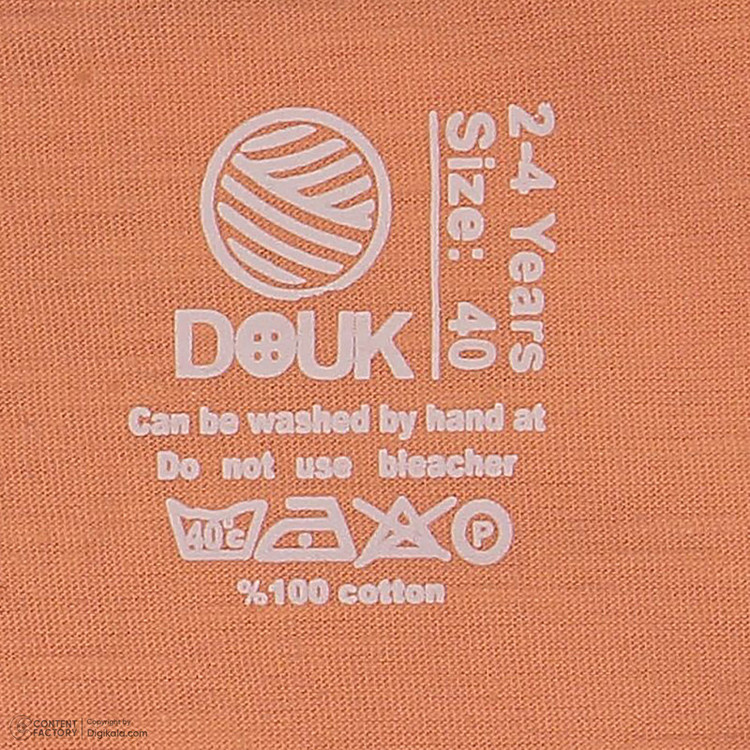 DOUK
2-4 Years
Size: 40
Can be washed by hand at
Do not use bleacher
40°c
P
%100 cotton
CONTENT FACTORY
Copyright by Digikala.com